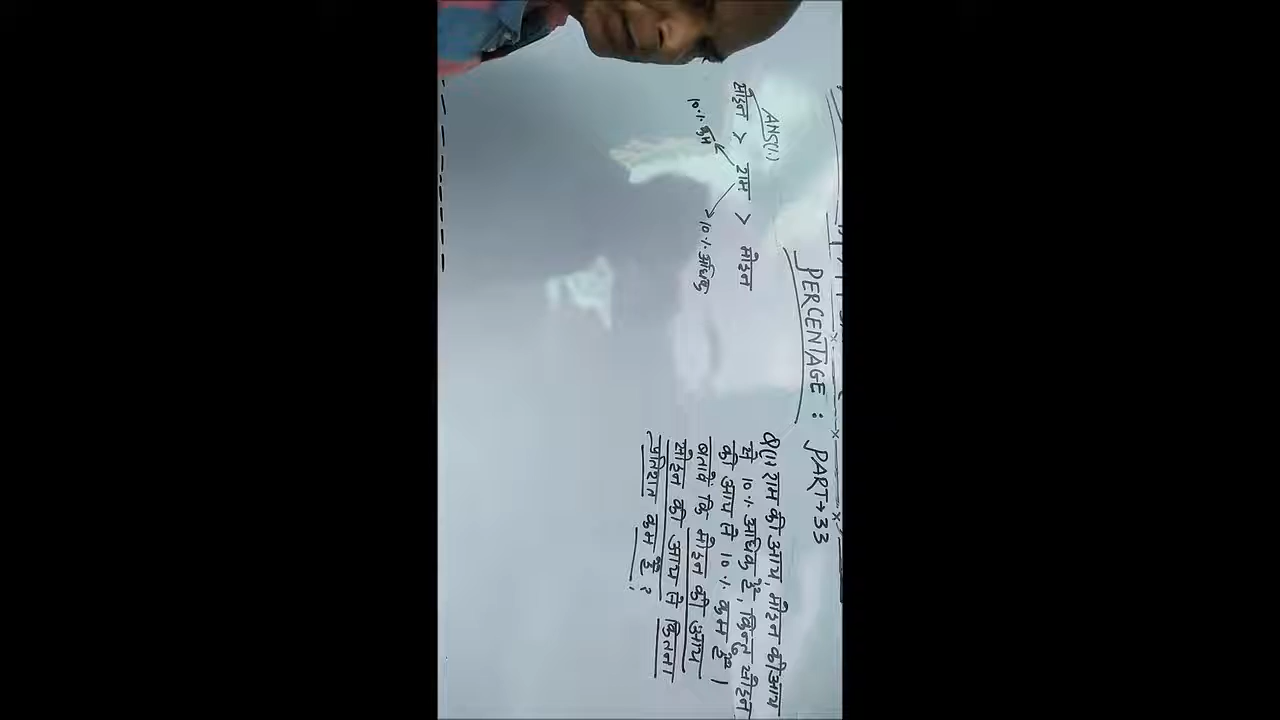 PERCENTAGE : PART→33
Q(1) राम की आय, मोहन की आय
से 10% अधिक है, किन्तु सोहन
की आय से 10% कम है।
बतावें कि मोहन की आय
सोहन की आय से कितना
प्रतिशत कम है?
ANS(1)
सोहन > राम > मोहन
10% कम
10% अधिक